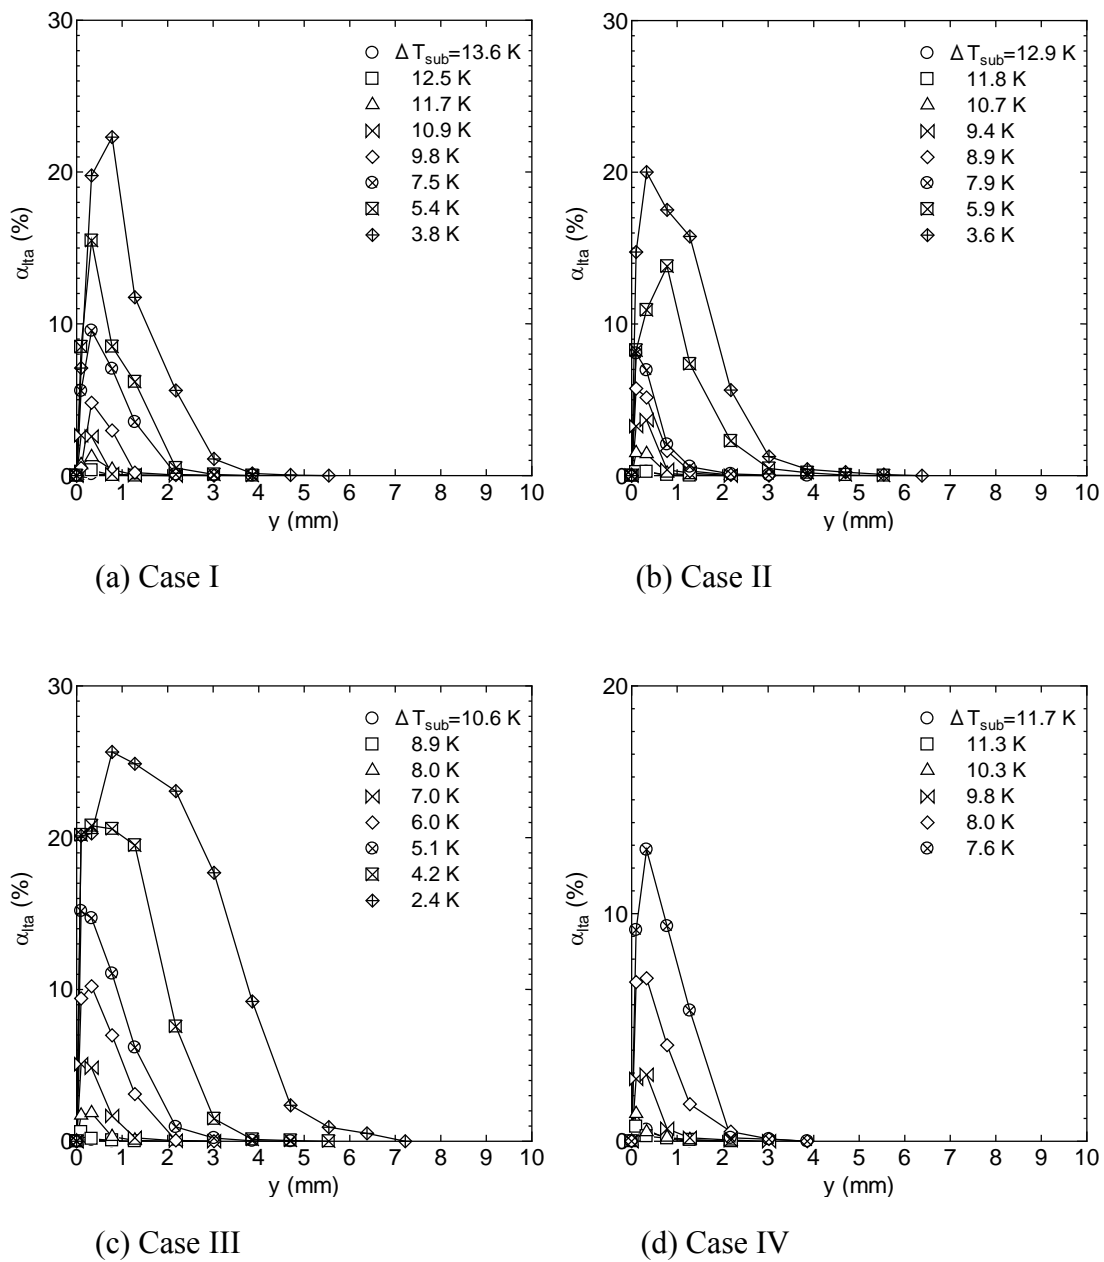 30
20
10
0
α_lta (%)
0 1 2 3 4 5 6 7 8 9 10
y (mm)
Δ T_sub=13.6 K
12.5 K
11.7 K
10.9 K
9.8 K
7.5 K
5.4 K
3.8 K
(a) Case I
30
20
10
0
α_lta (%)
0 1 2 3 4 5 6 7 8 9 10
y (mm)
Δ T_sub=12.9 K
11.8 K
10.7 K
9.4 K
8.9 K
7.9 K
5.9 K
3.6 K
(b) Case II
30
20
10
0
α_lta (%)
0 1 2 3 4 5 6 7 8 9 10
y (mm)
Δ T_sub=10.6 K
8.9 K
8.0 K
7.0 K
6.0 K
5.1 K
4.2 K
2.4 K
(c) Case III
20
10
0
α_lta (%)
0 1 2 3 4 5 6 7 8 9 10
y (mm)
Δ T_sub=11.7 K
11.3 K
10.3 K
9.8 K
8.0 K
7.6 K
(d) Case IV